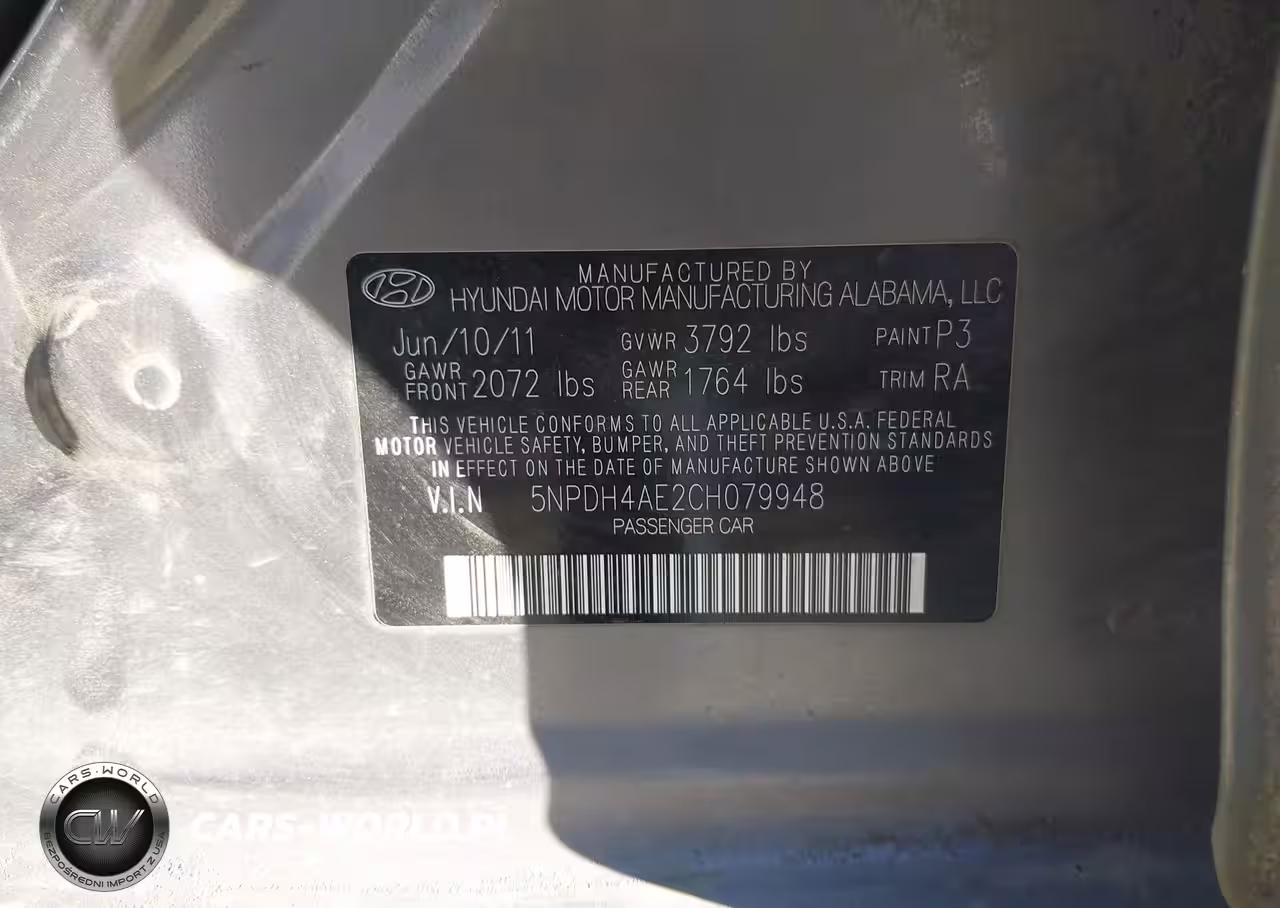 MANUFACTURED BY
HYUNDAI MOTOR MANUFACTURING ALABAMA, LLC
Jun/10/11 GVWR 3792 lbs PAINT P3
GAWR FRONT 2072 lbs GAWR REAR 1764 lbs TRIM RA
THIS VEHICLE CONFORMS TO ALL APPLICABLE U.S.A. FEDERAL
MOTOR VEHICLE SAFETY, BUMPER, AND THEFT PREVENTION STANDARDS
IN EFFECT ON THE DATE OF MANUFACTURE SHOWN ABOVE
V.I.N 5NPDH4AE2CH079948
PASSENGER CAR
CARS-WORLD
CW
BEZPOŚREDNI IMPORT Z USA
CARS-WORLD.PL